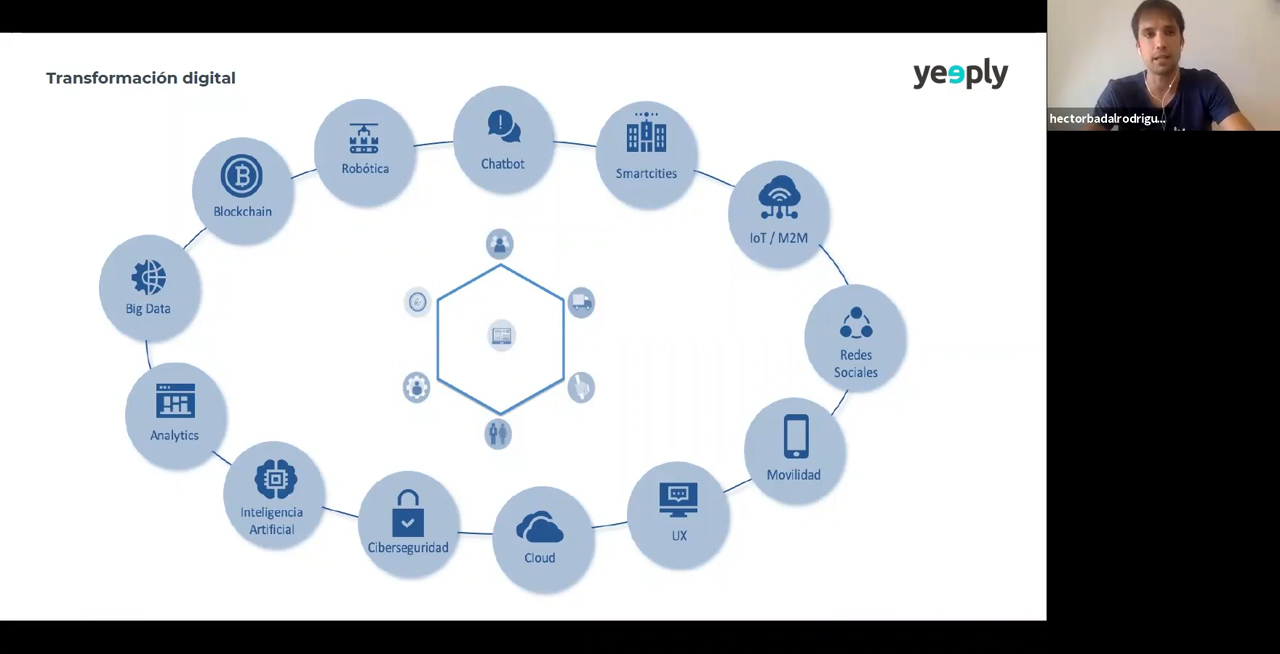 Transformación digital
yeeply
hectorbadalrodrigu...
Chatbot
Smartcities
IoT / M2M
Redes
Sociales
Movilidad
UX
Cloud
Ciberseguridad
Inteligencia
Artificial
Analytics
Big Data
Blockchain
Robótica